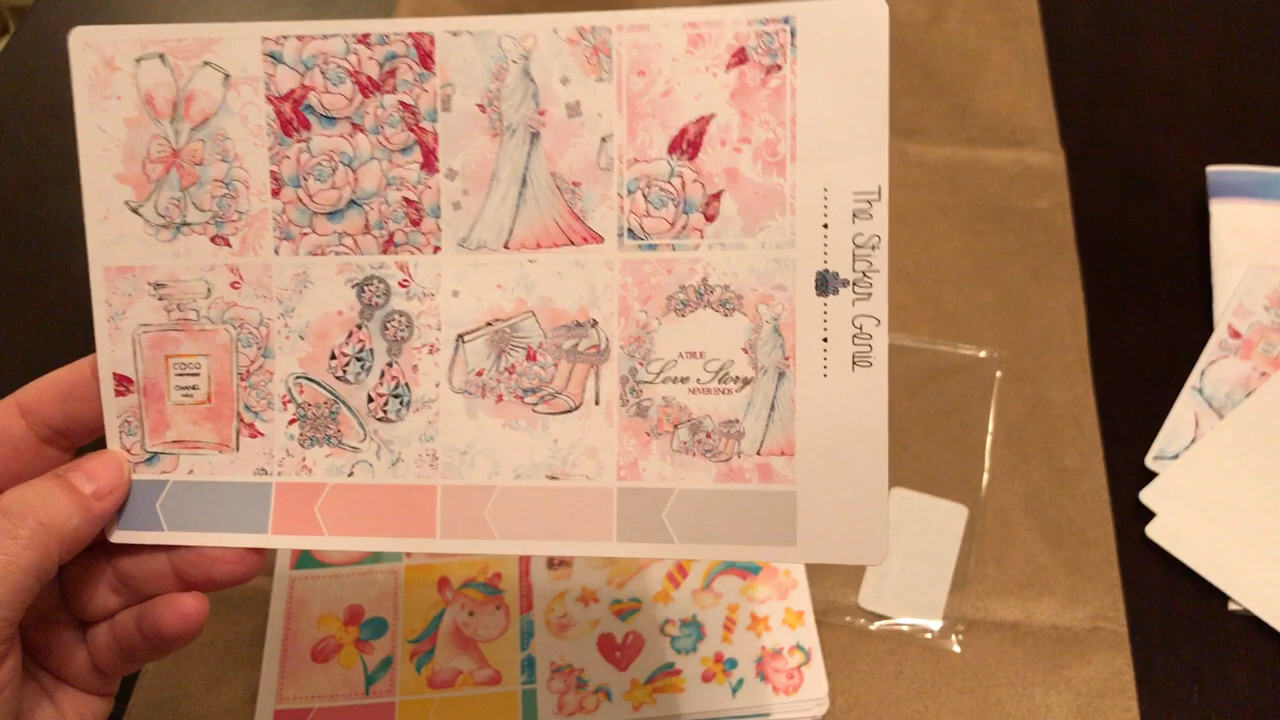 COCO
CHANEL
A TRUE
Love Story
NEVER ENDS
The Sticker Genie